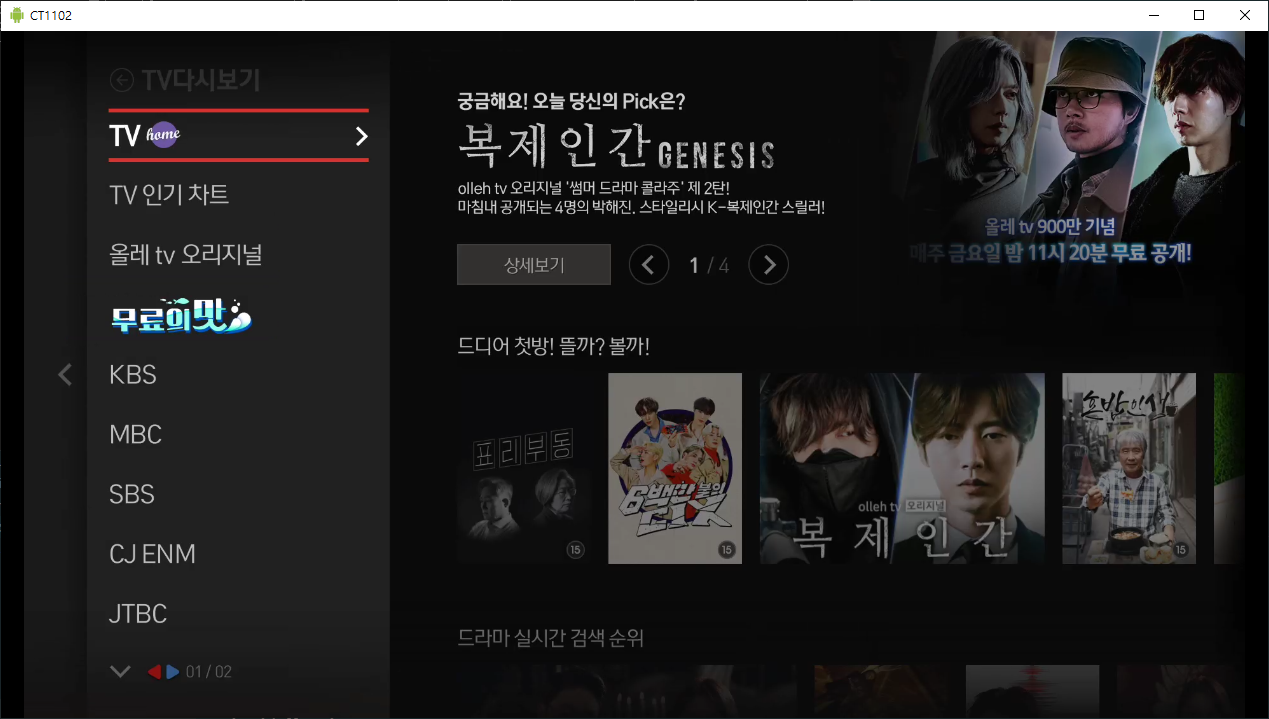 CT1102
TV다시보기
TV home
TV 인기 차트
올레 tv 오리지널
무료의맛
KBS
MBC
SBS
CJ ENM
JTBC
01 / 02
궁금해요! 오늘 당신의 Pick은?
복제인간 GENESIS
olleh tv 오리지널 '썸머 드라마 콜라주' 제 2탄!
마침내 공개되는 4명의 박해진. 스타일리시 K-복제인간 스릴러!
상세보기
1 / 4
올레 tv 900만 기념
매주 금요일 밤 11시 20분 무료 공개!
드디어 첫방! 뜰까? 볼까!
표리부동
15
6백만 불의
15
olleh tv 오리지널
복제인간
혼밥인생
15
드라마 실시간 검색 순위